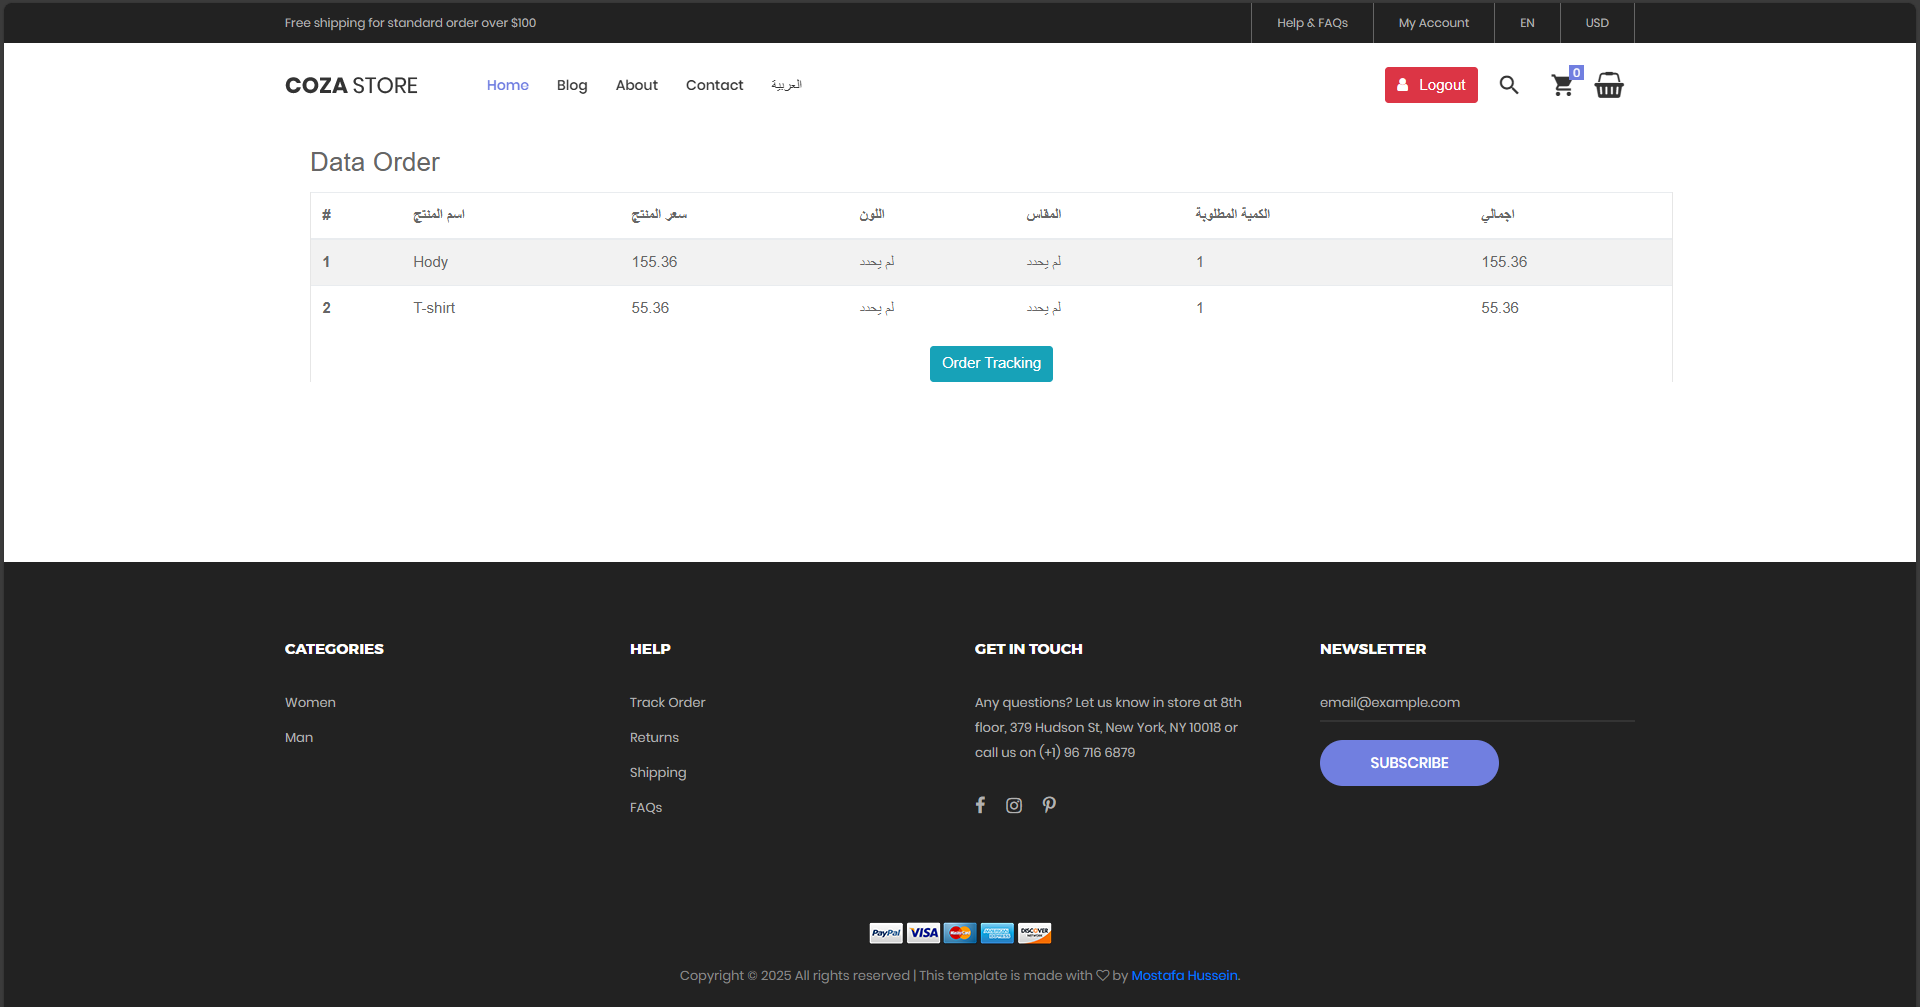 Free shipping for standard order over $100
Help & FAQs
My Account
EN
USD
COZA STORE
Home
Blog
About
Contact
العربية
Logout
0
Data Order
#
اسم المنتج
سعر المنتج
اللون
المقاس
الكمية المطلوبة
اجمالي
1
Hody
155.36
لم يحدد
لم يحدد
1
155.36
2
T-shirt
55.36
لم يحدد
لم يحدد
1
55.36
Order Tracking
CATEGORIES
Women
Man
HELP
Track Order
Returns
Shipping
FAQs
GET IN TOUCH
Any questions? Let us know in store at 8th
floor, 379 Hudson St, New York, NY 10018 or
call us on (+1) 96 716 6879
NEWSLETTER
email@example.com
SUBSCRIBE
PayPal
VISA
MasterCard
AMERICAN EXPRESS
DISCOVER NETWORK
Copyright © 2025 All rights reserved | This template is made with ♡ by Mostafa Hussein.